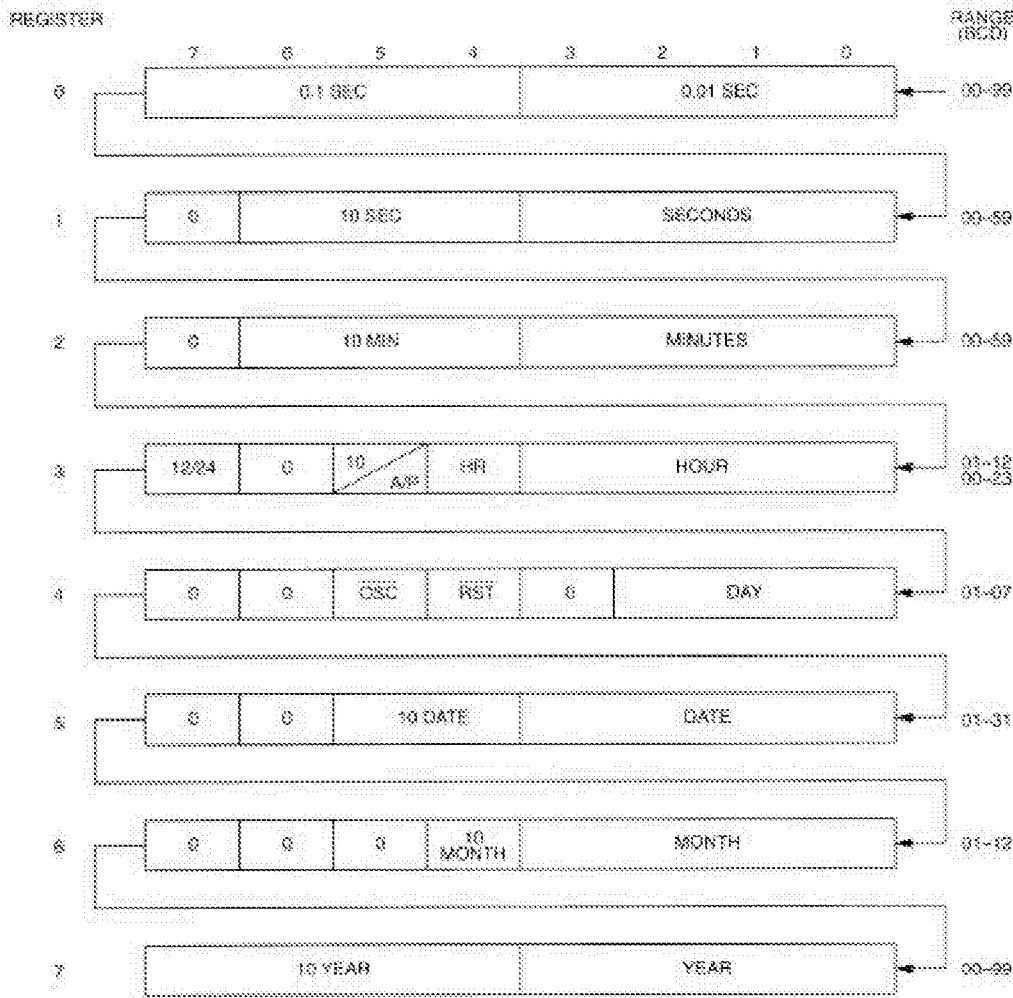 REGISTER
RANGE
(BCD)
7 6 5 4 3 2 1 0
0 0.1 SEC 0.01 SEC 00–99
1 0 10 SEC SECONDS 00–59
2 0 10 MIN MINUTES 00–59
3 12/24 0 10 A/P HR HOUR 01–12
00–23
4 0 0 OSC RST 0 DAY 01–07
5 0 0 10 DATE DATE 01–31
6 0 0 0 10 MONTH MONTH 01–12
7 10 YEAR YEAR 00–99